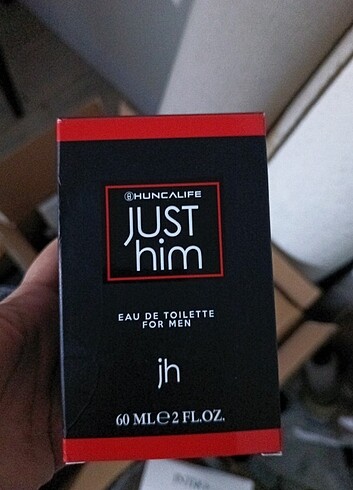 HUNCALIFE
JUST
him
EAU DE TOILETTE
FOR MEN
jh
60 ML℮2 FL.OZ.